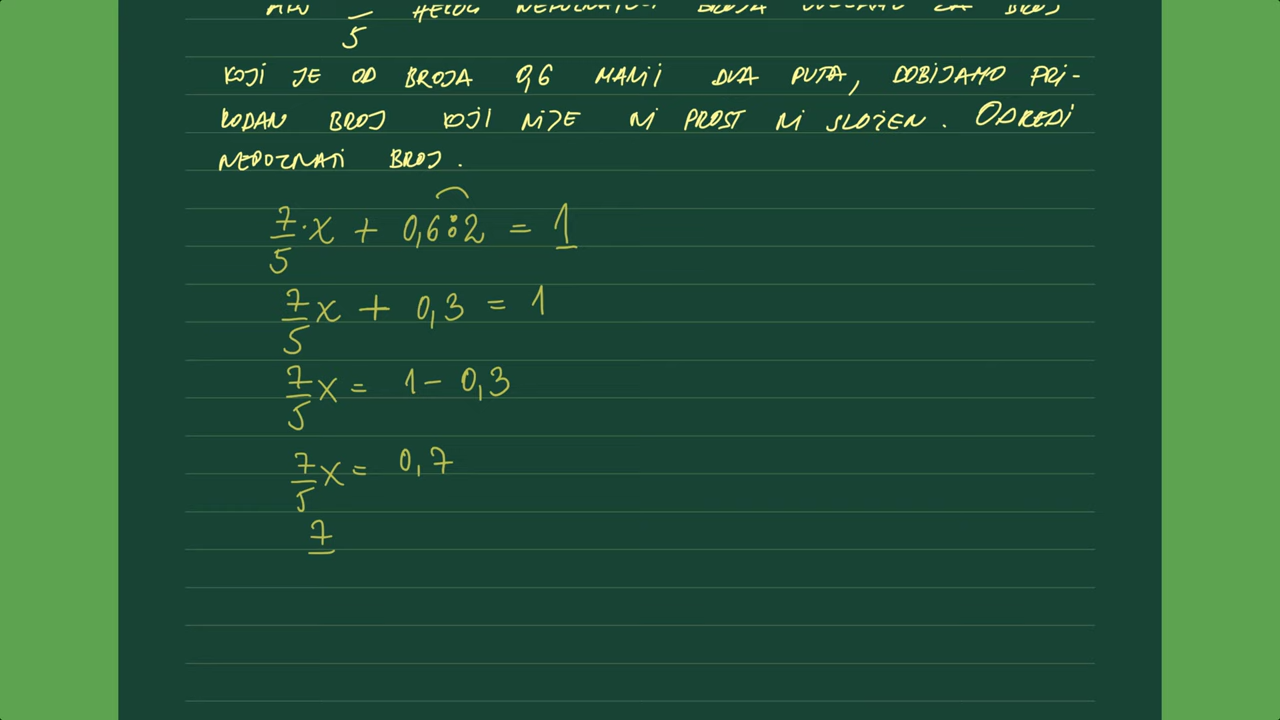 5
KOJI JE OD BROJA 0,6 MANJI DVA PUTA, DOBIJAMO PRI-
RODAN BROJ KOJI NIJE NI PROST NI SLOŽEN. ODREDI
NEPOZNATI BROJ.
7/5 · x + 0,6 : 2 = 1
7/5 x + 0,3 = 1
7/5 x = 1 - 0,3
7/5 x = 0,7
7